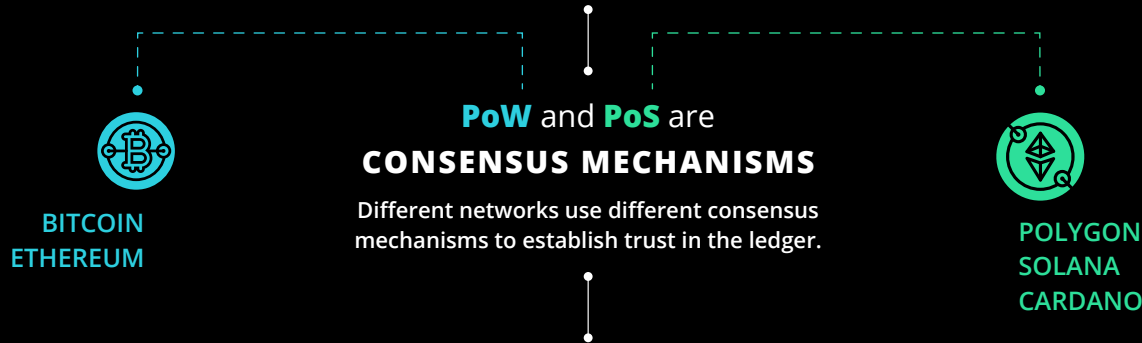 PoW and PoS are
CONSENSUS MECHANISMS
Different networks use different consensus
mechanisms to establish trust in the ledger.
BITCOIN
ETHEREUM
POLYGON
SOLANA
CARDANO